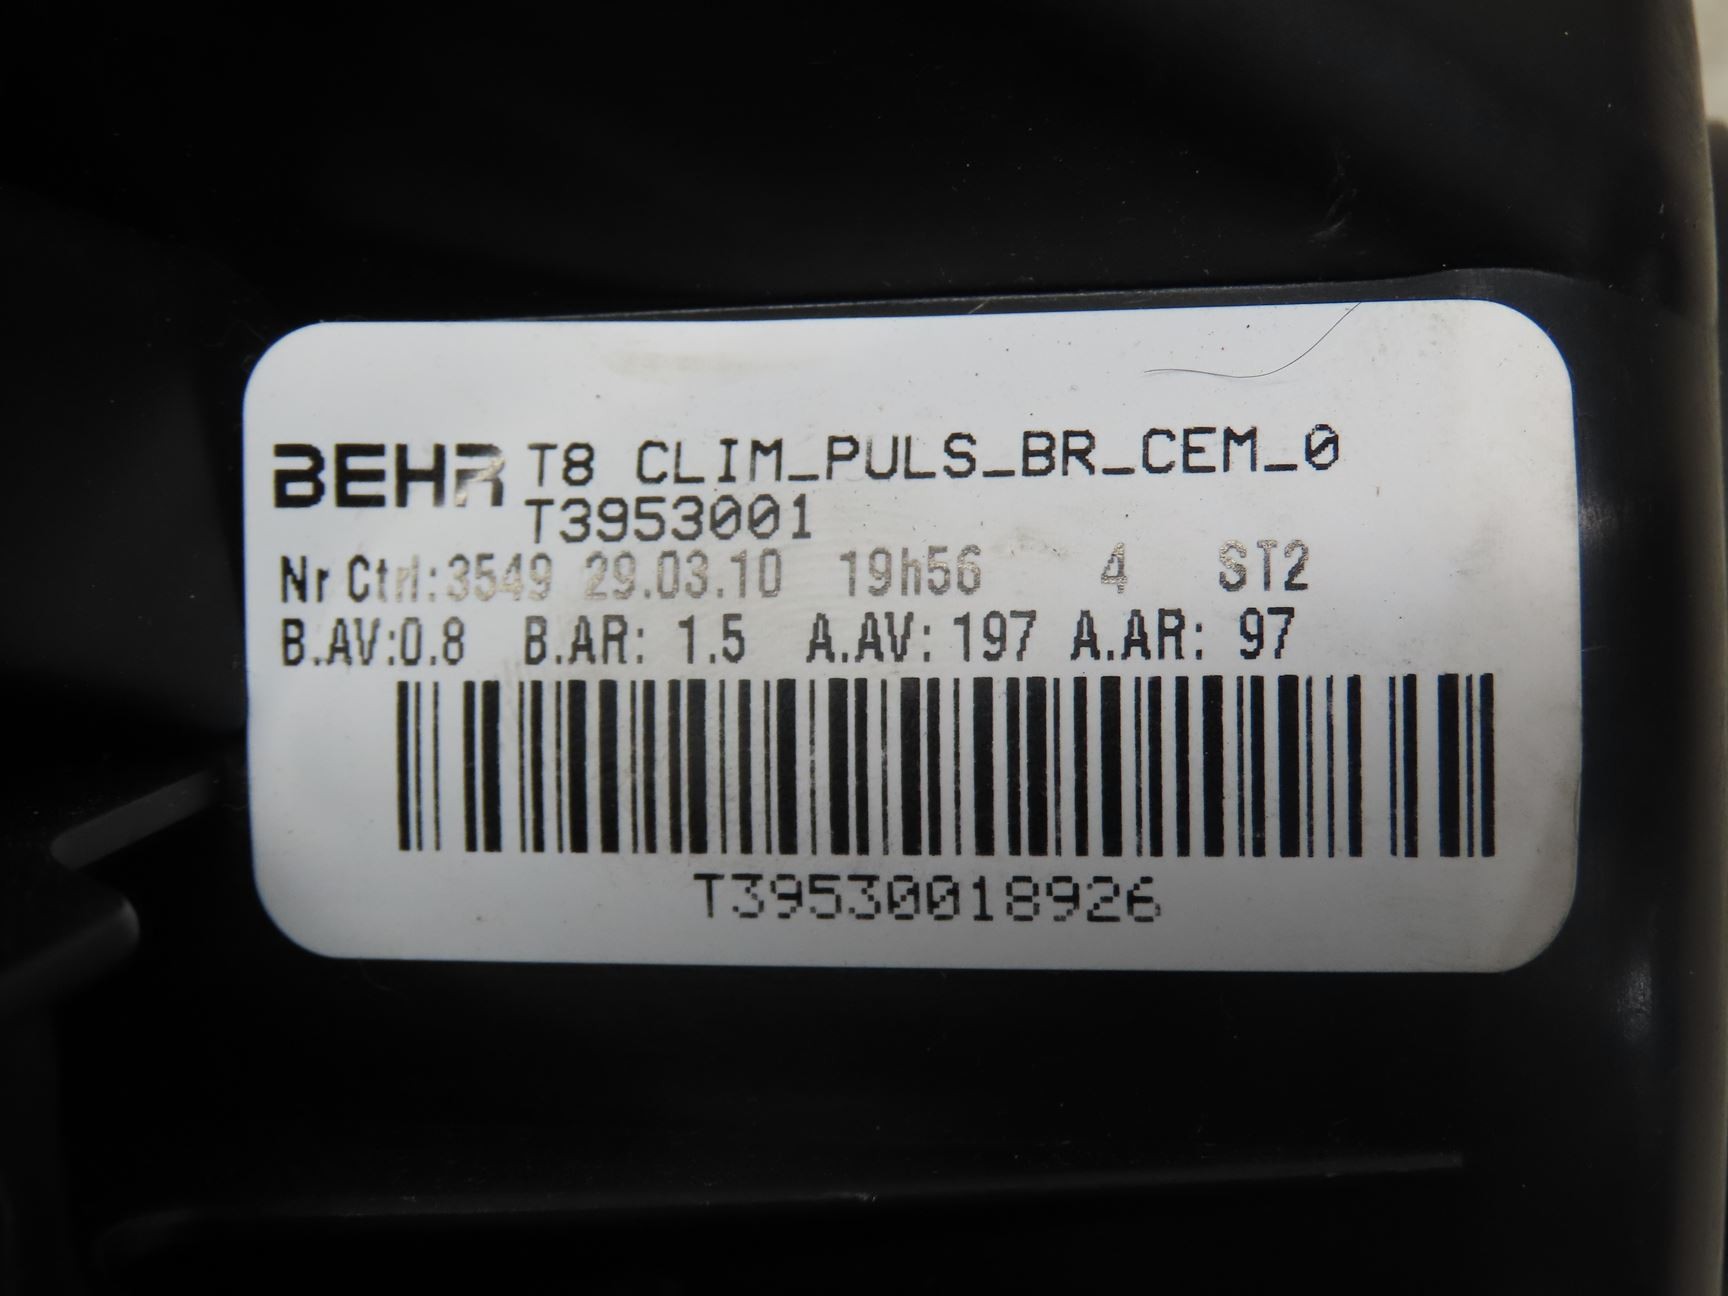 BEHR T8 CLIM_PULS_BR_CEM_0
T3953001
Nr Ctrl:3549 29.03.10 19h56 4 ST2
B.AV:0.8 B.AR: 1.5 A.AV: 197 A.AR: 97
T39530018926